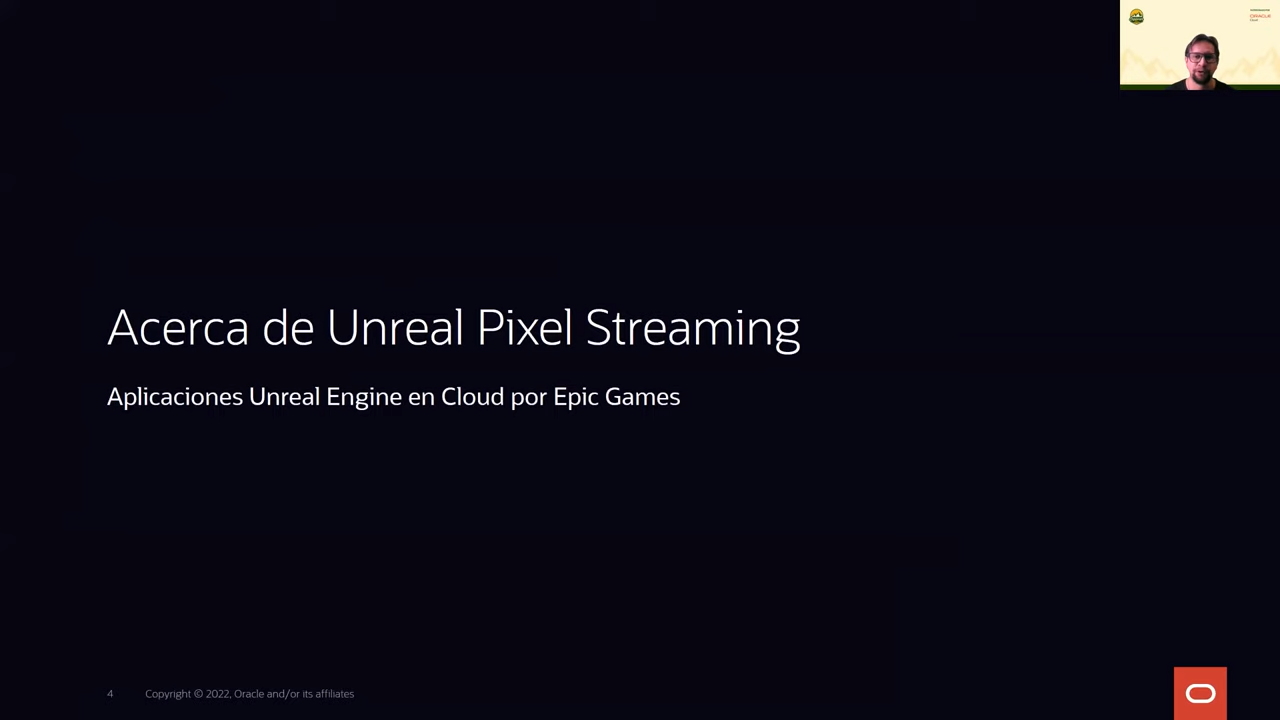 ORACLE
Acerca de Unreal Pixel Streaming
Aplicaciones Unreal Engine en Cloud por Epic Games
4
Copyright © 2022, Oracle and/or its affiliates